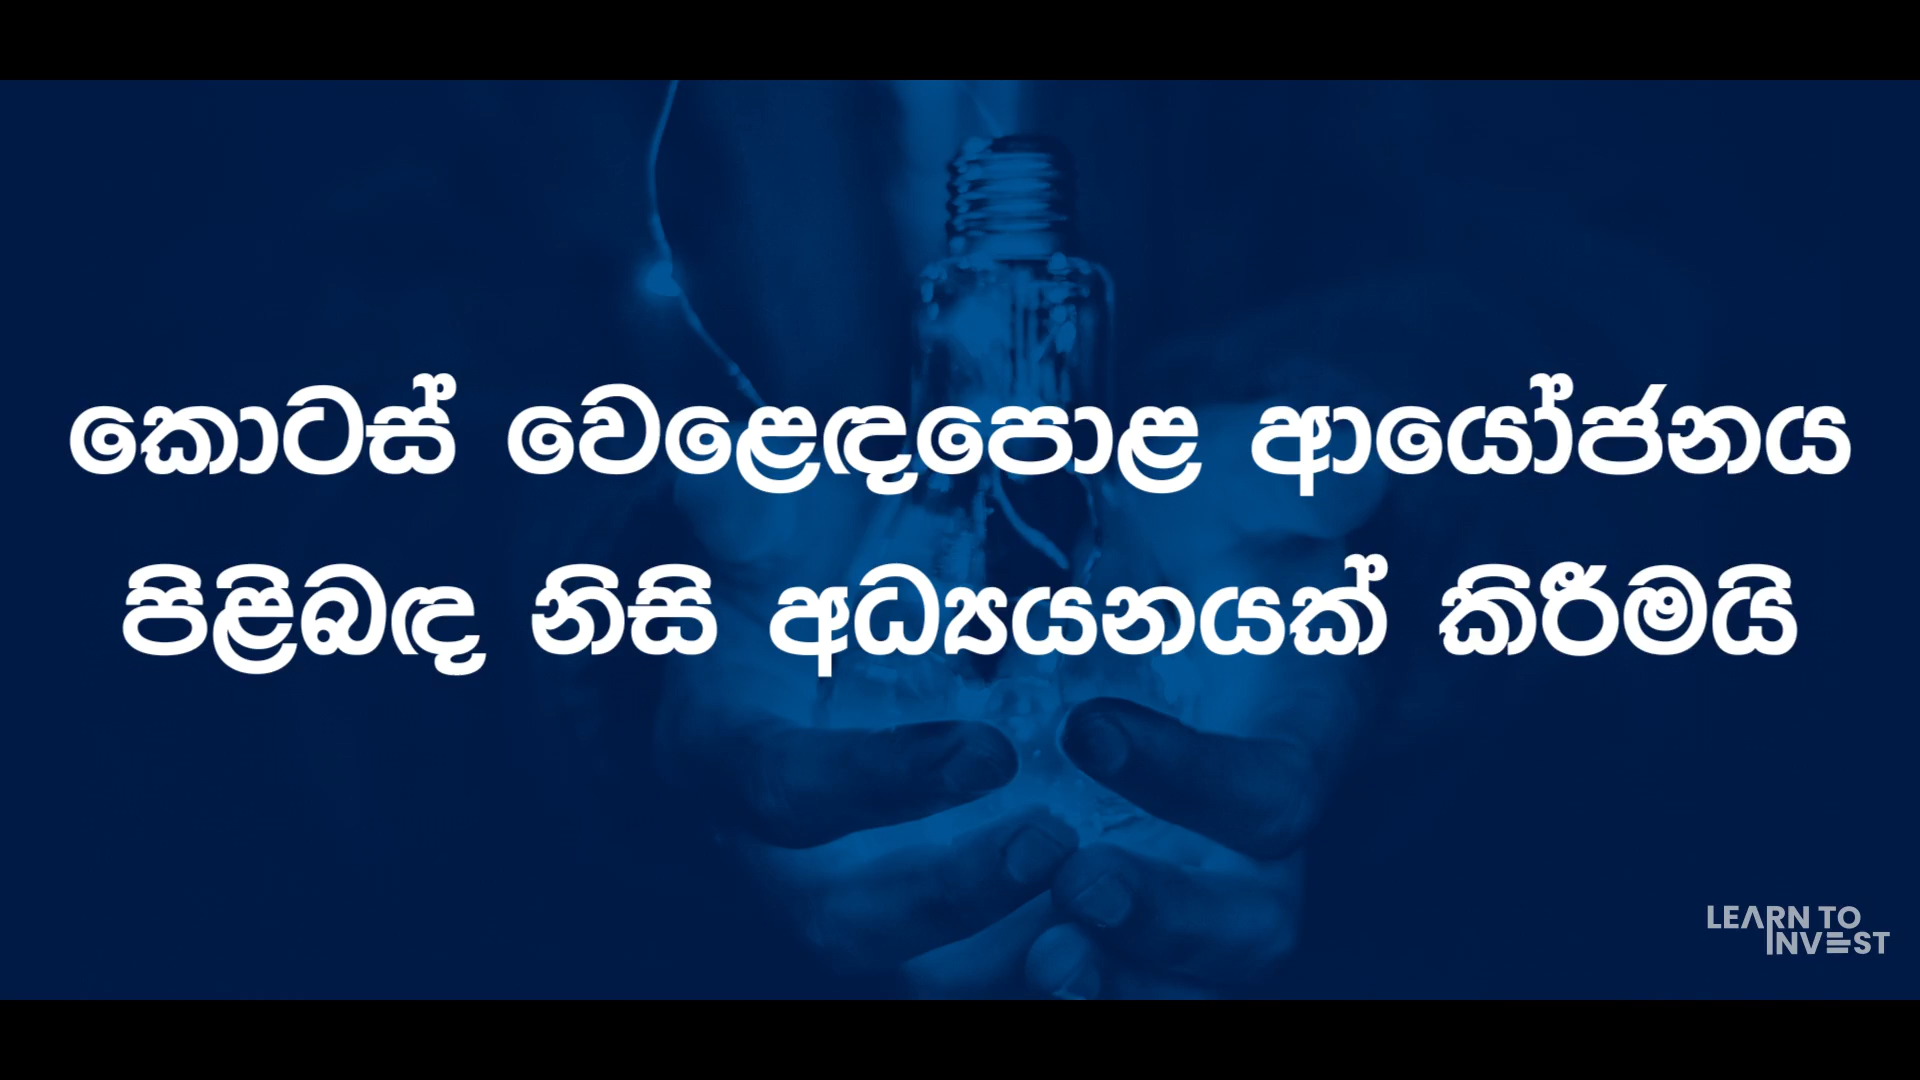 කොටස් වෙළෙඳපොළ ආයෝජනය
පිළිබඳ නිසි අධ්‍යයනයක් කිරීමයි
LEARN TO
INVEST